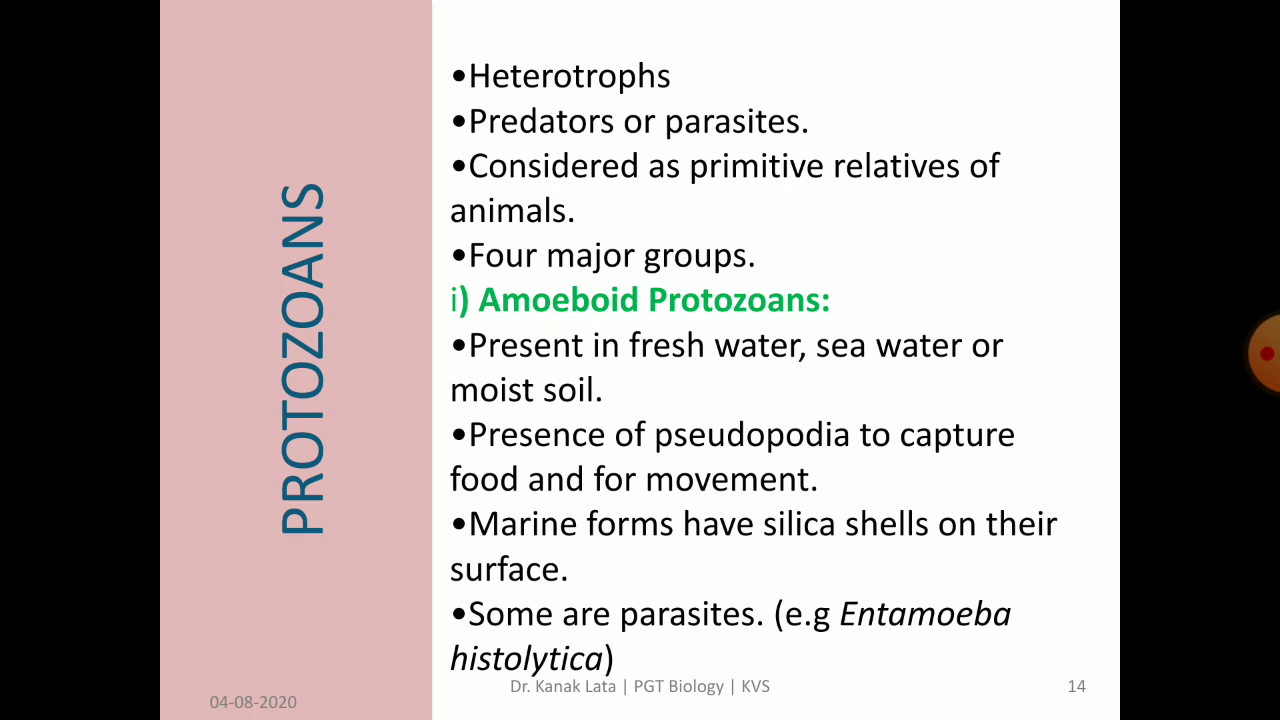 PROTOZOANS
•Heterotrophs
•Predators or parasites.
•Considered as primitive relatives of
animals.
•Four major groups.
i) Amoeboid Protozoans:
•Present in fresh water, sea water or
moist soil.
•Presence of pseudopodia to capture
food and for movement.
•Marine forms have silica shells on their
surface.
•Some are parasites. (e.g Entamoeba
histolytica)
04-08-2020
Dr. Kanak Lata | PGT Biology | KVS
14